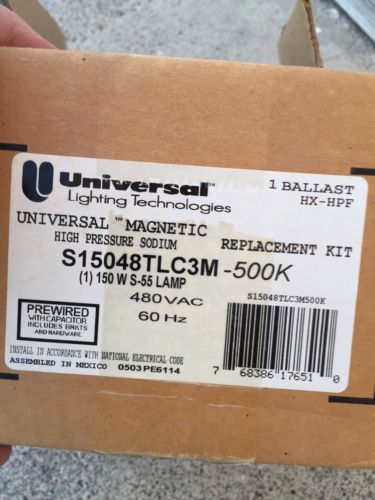 Universal™
Lighting Technologies
1 BALLAST
HX-HPF
UNIVERSAL™ MAGNETIC
HIGH PRESSURE SODIUM
REPLACEMENT KIT
S15048TLC3M-500K
(1) 150 W S-55 LAMP
480VAC
60 Hz
S15048TLC3M500K
PREWIRED
WITH CAPACITOR
INCLUDES BRKTS
AND HARDWARE
INSTALL IN ACCORDANCE WITH NATIONAL ELECTRICAL CODE
ASSEMBLED IN MEXICO 0503PE6114
7 68386 17651 0